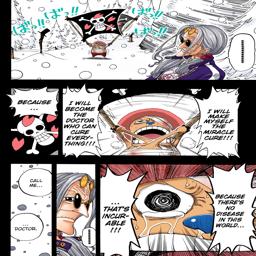 BECAUSE...
I WILL
BECOME THE
DOCTOR WHO
CAN CURE
EVERY-
THING!!!
I WILL
MAKE
MYSELF
THE
MIRACLE
CURE!!!
BECAUSE
THERE'S
NO
DISEASE
IN THIS
WORLD...
...THAT'S
INCUR-
ABLE
!!!
CALL
ME...
...DOCTOR.